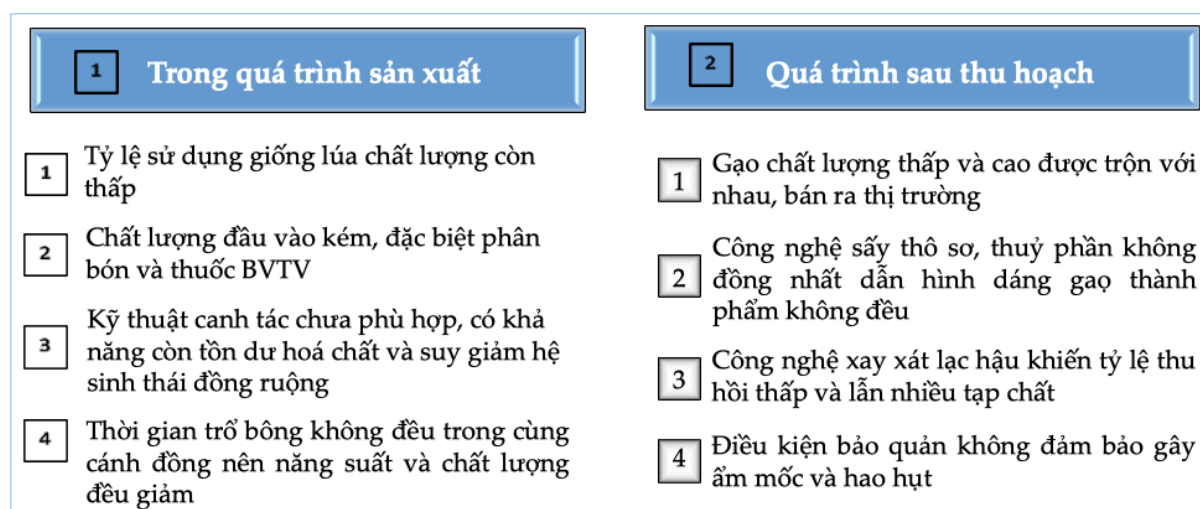 1 Trong quá trình sản xuất
1 Tỷ lệ sử dụng giống lúa chất lượng còn
thấp
2 Chất lượng đầu vào kém, đặc biệt phân
bón và thuốc BVTV
3 Kỹ thuật canh tác chưa phù hợp, có khả
năng còn tồn dư hoá chất và suy giảm hệ
sinh thái đồng ruộng
4 Thời gian trổ bông không đều trong cùng
cánh đồng nên năng suất và chất lượng
đều giảm
2 Quá trình sau thu hoạch
1 Gạo chất lượng thấp và cao được trộn với
nhau, bán ra thị trường
2 Công nghệ sấy thô sơ, thuỷ phần không
đồng nhất dẫn hình dáng gaọ thành
phẩm không đều
3 Công nghệ xay xát lạc hậu khiến tỷ lệ thu
hồi thấp và lẫn nhiều tạp chất
4 Điều kiện bảo quản không đảm bảo gây
ẩm mốc và hao hụt